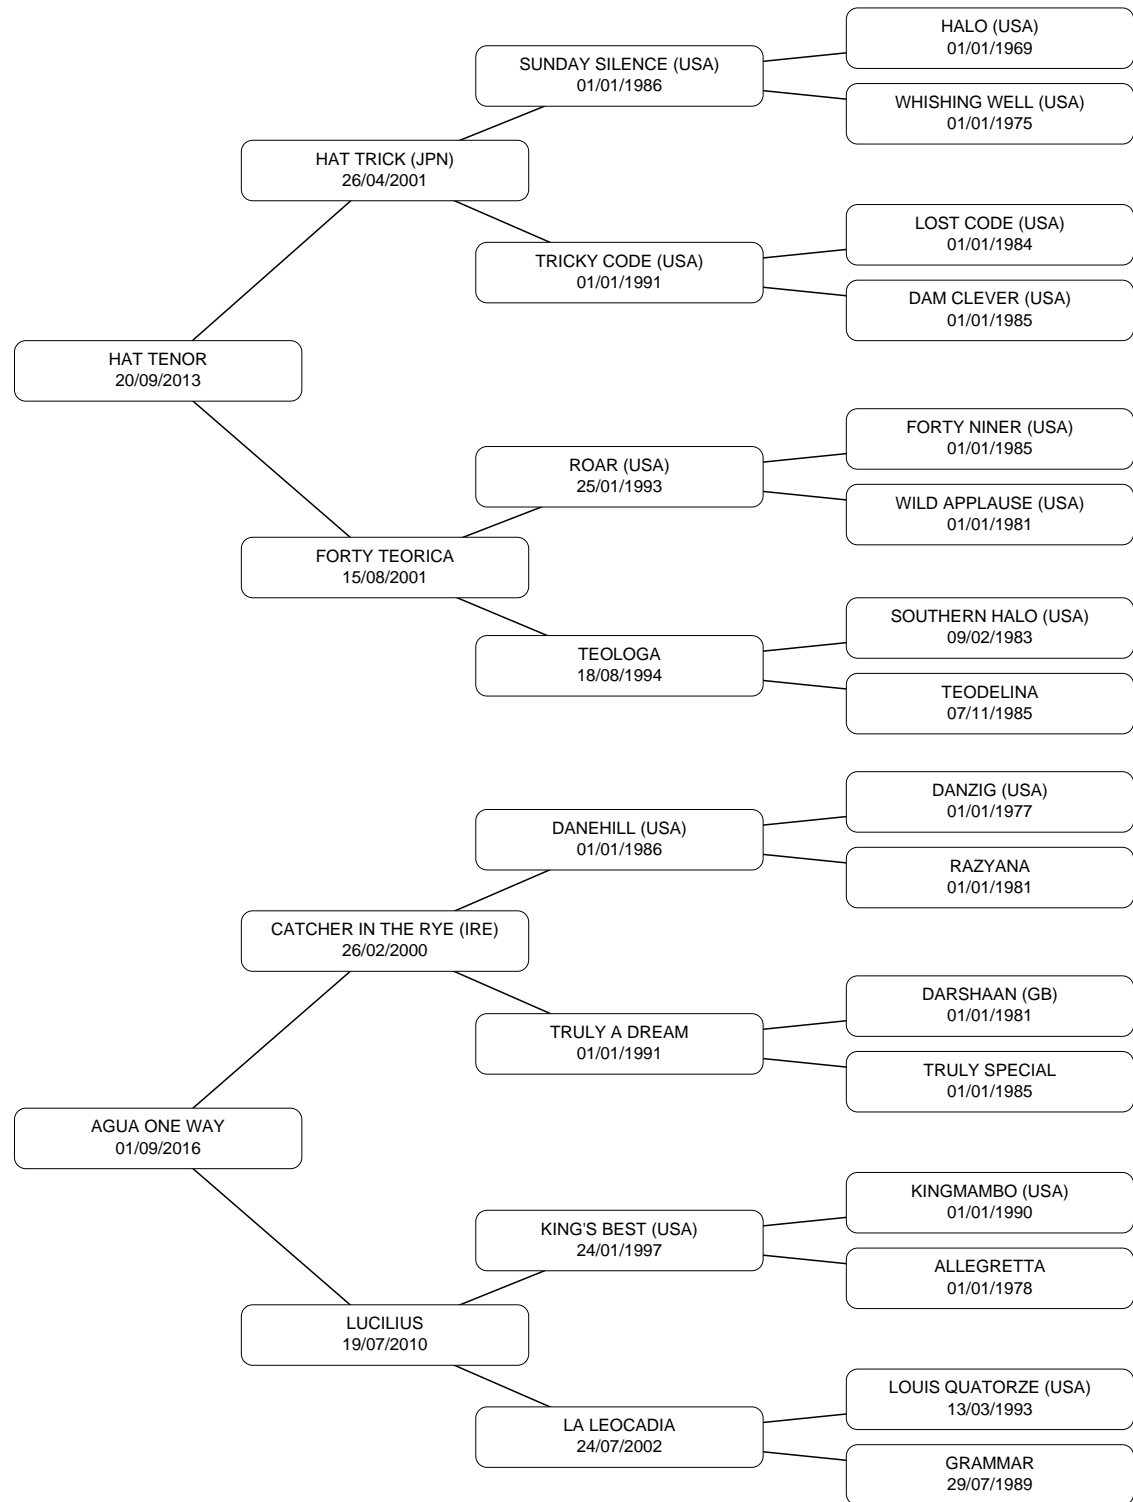 HALO (USA)
01/01/1969
SUNDAY SILENCE (USA)
01/01/1986
WHISHING WELL (USA)
01/01/1975
HAT TRICK (JPN)
26/04/2001
LOST CODE (USA)
01/01/1984
TRICKY CODE (USA)
01/01/1991
DAM CLEVER (USA)
01/01/1985
HAT TENOR
20/09/2013
FORTY NINER (USA)
01/01/1985
ROAR (USA)
25/01/1993
WILD APPLAUSE (USA)
01/01/1981
FORTY TEORICA
15/08/2001
SOUTHERN HALO (USA)
09/02/1983
TEOLOGA
18/08/1994
TEODELINA
07/11/1985
DANZIG (USA)
01/01/1977
DANEHILL (USA)
01/01/1986
RAZYANA
01/01/1981
CATCHER IN THE RYE (IRE)
26/02/2000
DARSHAAN (GB)
01/01/1981
TRULY A DREAM
01/01/1991
TRULY SPECIAL
01/01/1985
AGUA ONE WAY
01/09/2016
KINGMAMBO (USA)
01/01/1990
KING'S BEST (USA)
24/01/1997
ALLEGRETTA
01/01/1978
LUCILIUS
19/07/2010
LOUIS QUATORZE (USA)
13/03/1993
LA LEOCADIA
24/07/2002
GRAMMAR
29/07/1989